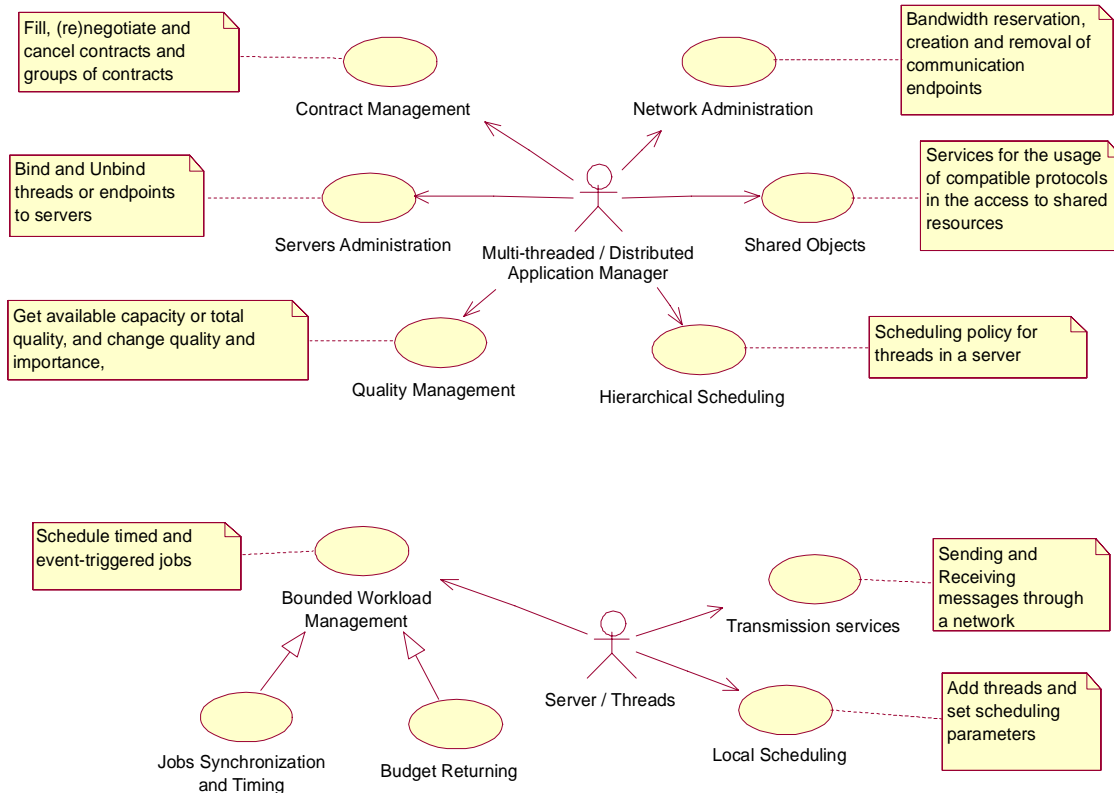 Fill, (re)negotiate and
cancel contracts and
groups of contracts
Contract Management
Network Administration
Bandwidth reservation,
creation and removal of
communication
endpoints
Bind and Unbind
threads or endpoints
to servers
Servers Administration
Multi-threaded / Distributed
Application Manager
Shared Objects
Services for the usage
of compatible protocols
in the access to shared
resources
Get available capacity or total
quality, and change quality and
importance,
Quality Management
Hierarchical Scheduling
Scheduling policy for
threads in a server
Schedule timed and
event-triggered jobs
Bounded Workload
Management
Server / Threads
Transmission services
Sending and
Receiving
messages through
a network
Jobs Synchronization
and Timing
Budget Returning
Local Scheduling
Add threads and
set scheduling
parameters